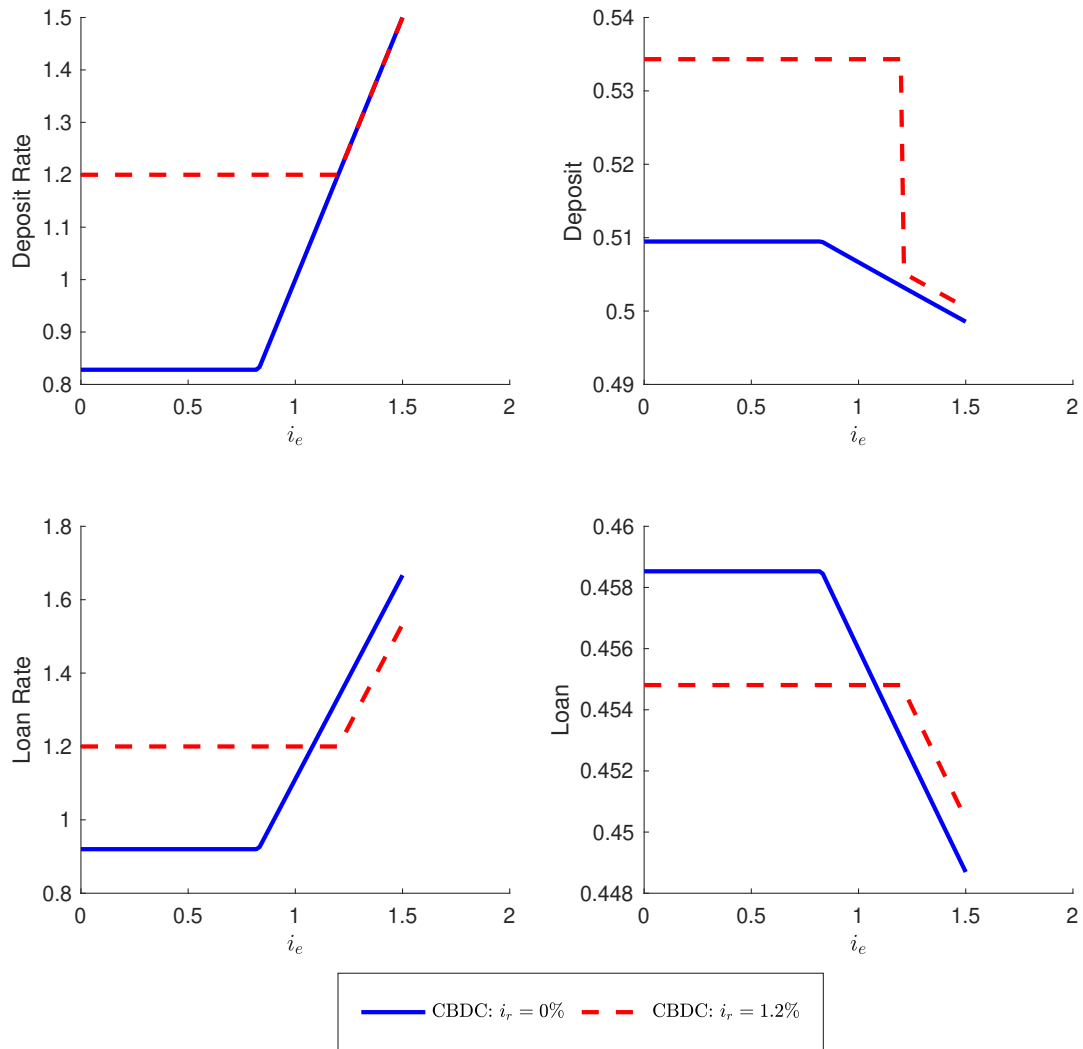 1.5
1.4
1.3
1.2
1.1
1
0.9
0.8
Deposit Rate
0 0.5 1 1.5 2
i_e
0.54
0.53
0.52
0.51
0.5
0.49
Deposit
0 0.5 1 1.5 2
i_e
1.8
1.6
1.4
1.2
1
0.8
Loan Rate
0 0.5 1 1.5 2
i_e
0.46
0.458
0.456
0.454
0.452
0.45
0.448
Loan
0 0.5 1 1.5 2
i_e
CBDC: i_r = 0% CBDC: i_r = 1.2%